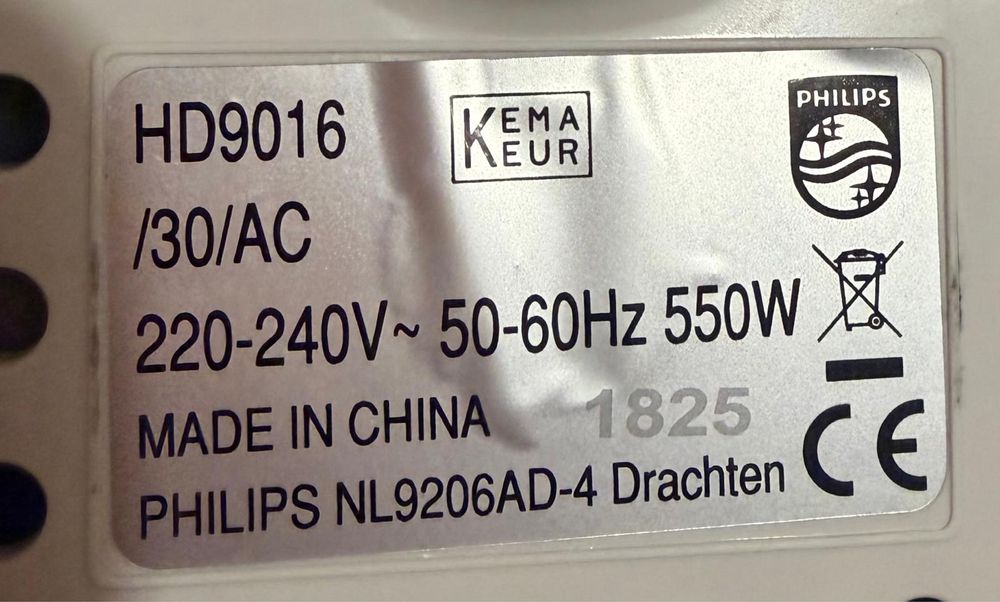 HD9016
KEMA
KEUR
PHILIPS
/30/AC
220-240V~ 50-60Hz 550W
MADE IN CHINA 1825
PHILIPS NL9206AD-4 Drachten
CE